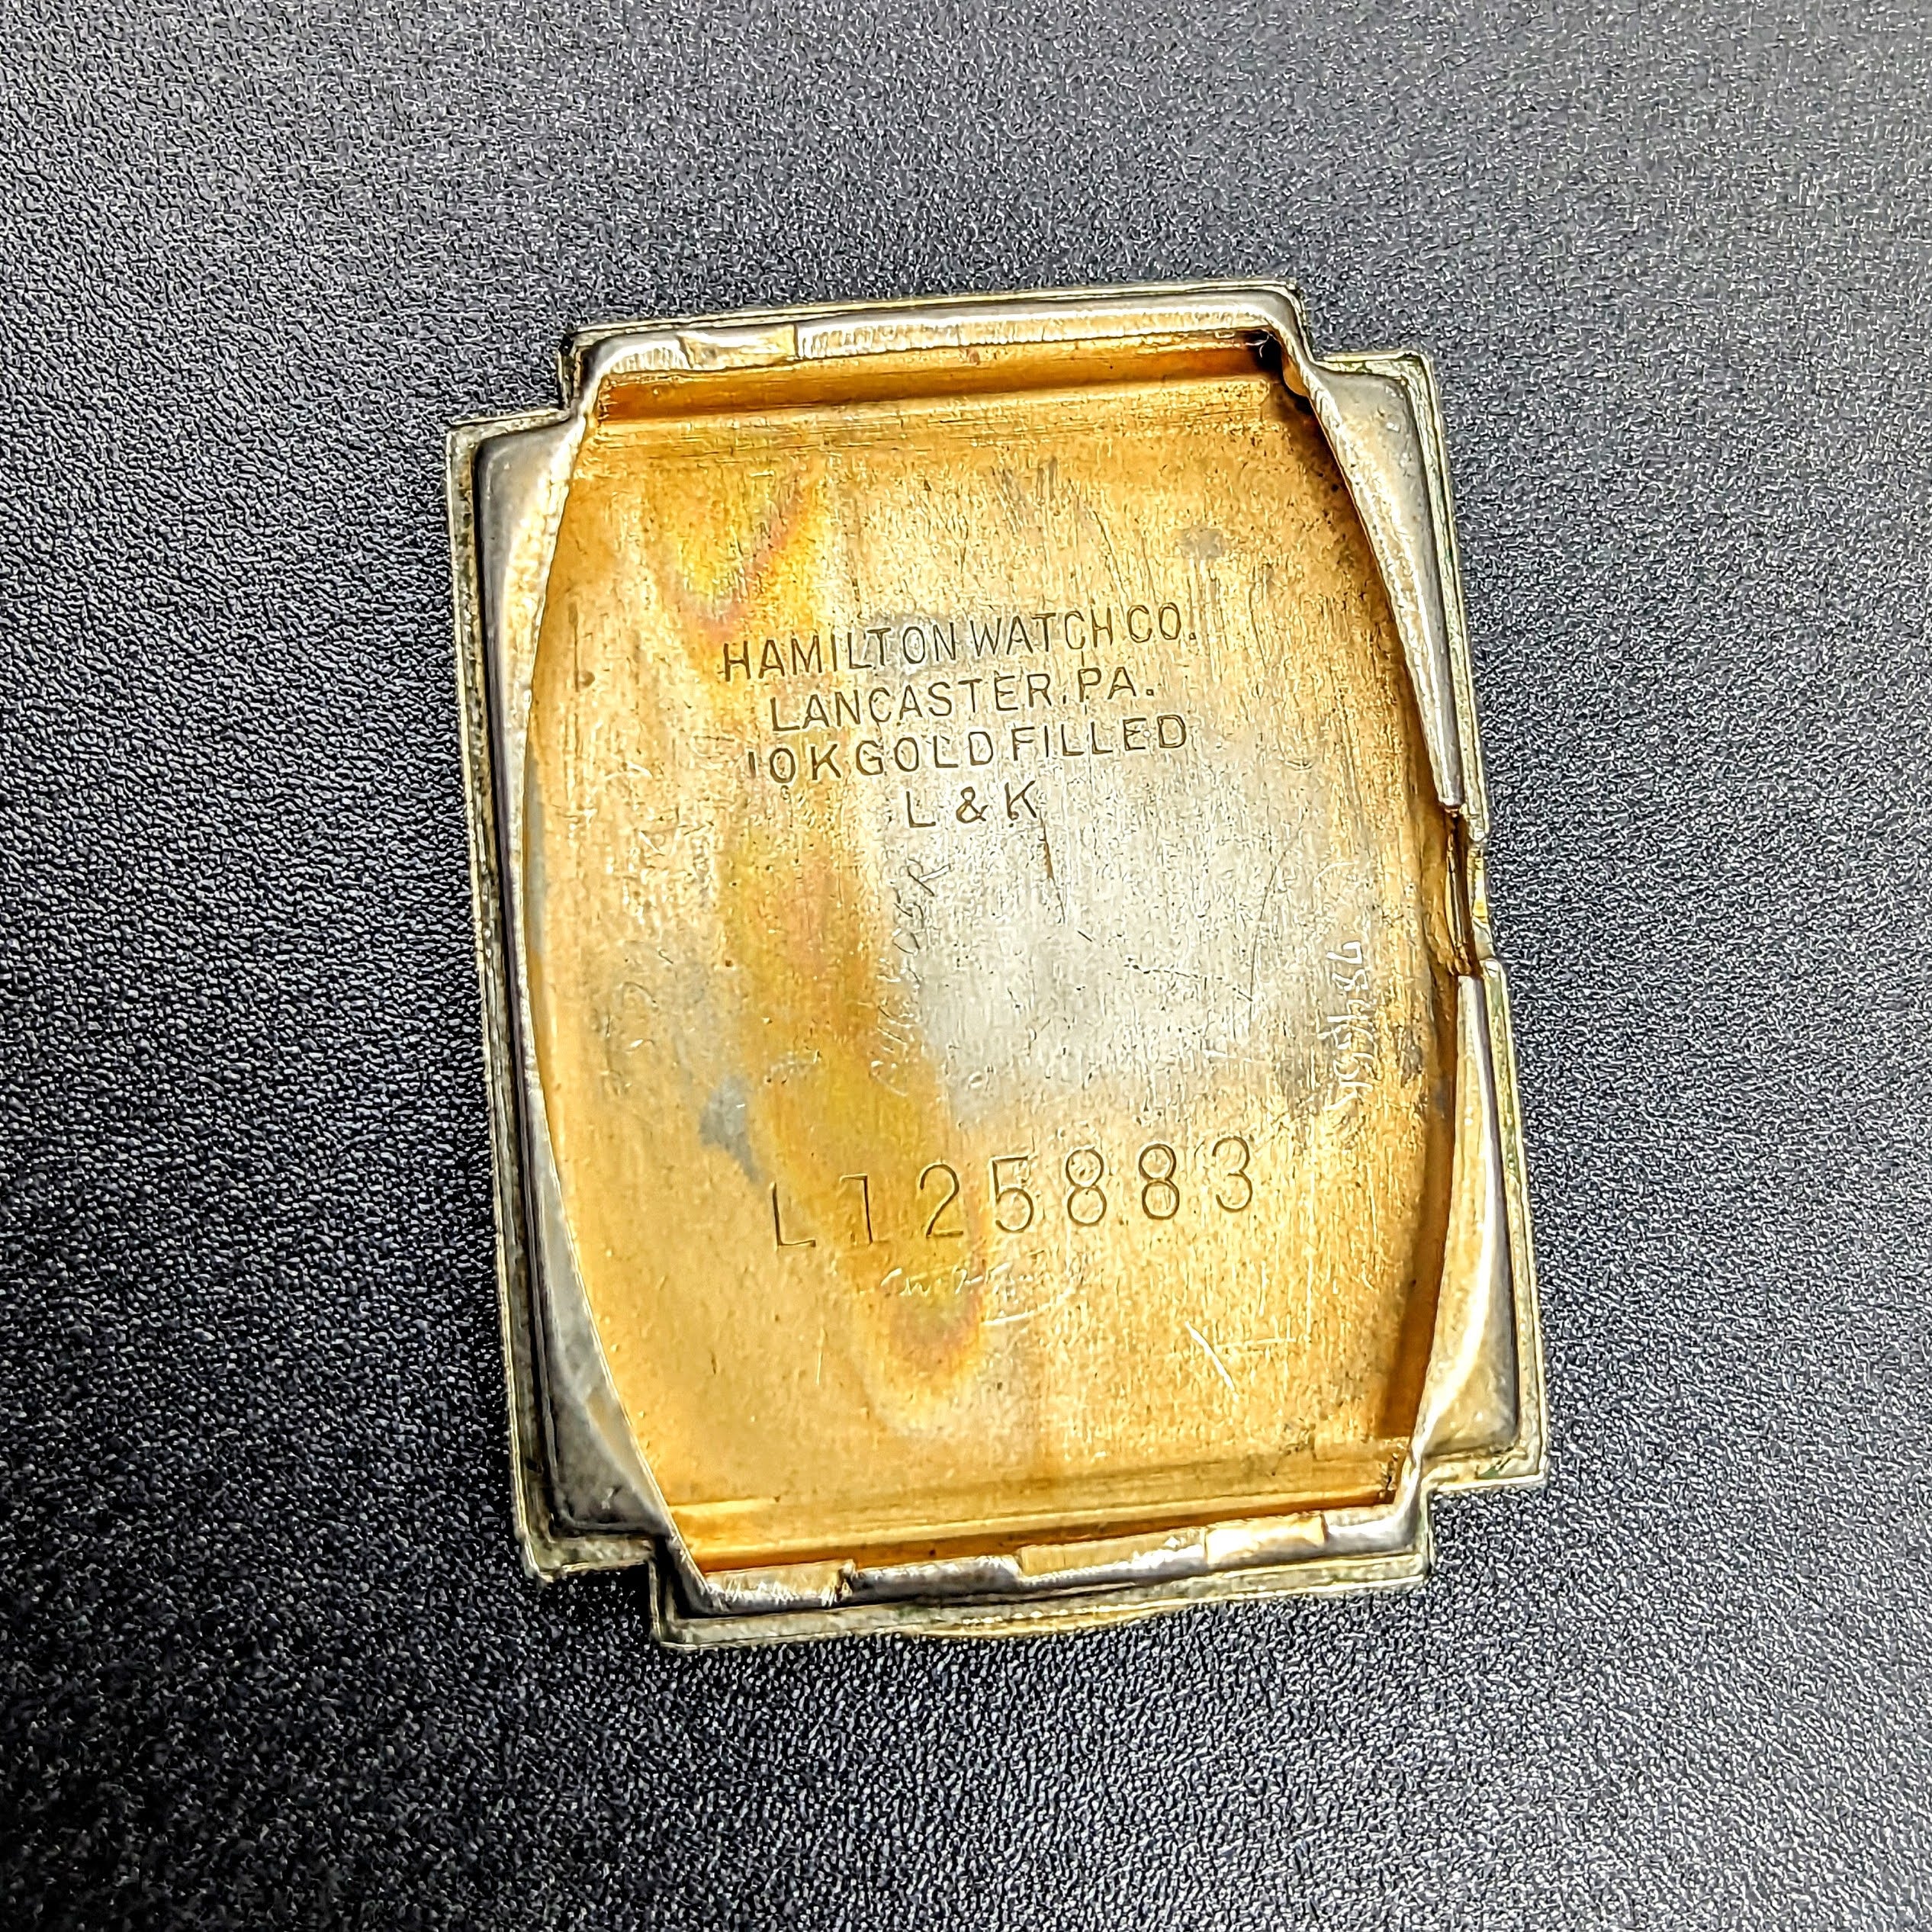 HAMILTON WATCH CO.
LANCASTER, PA.
10K GOLD FILLED
L & K
L125883